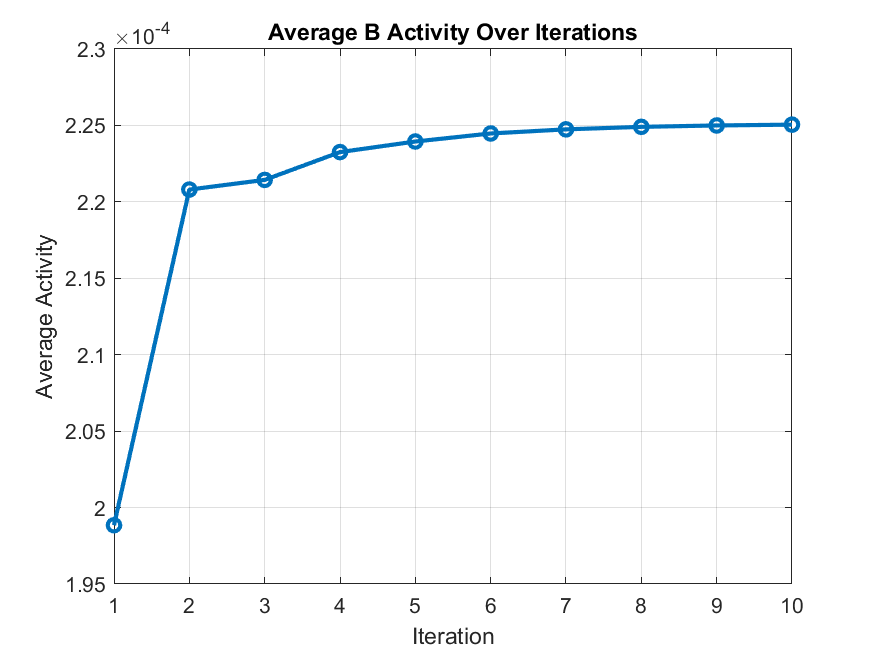 Average B Activity Over Iterations
×10-4
2.3
2.25
2.2
2.15
2.1
2.05
2
1.95
Average Activity
1 2 3 4 5 6 7 8 9 10
Iteration